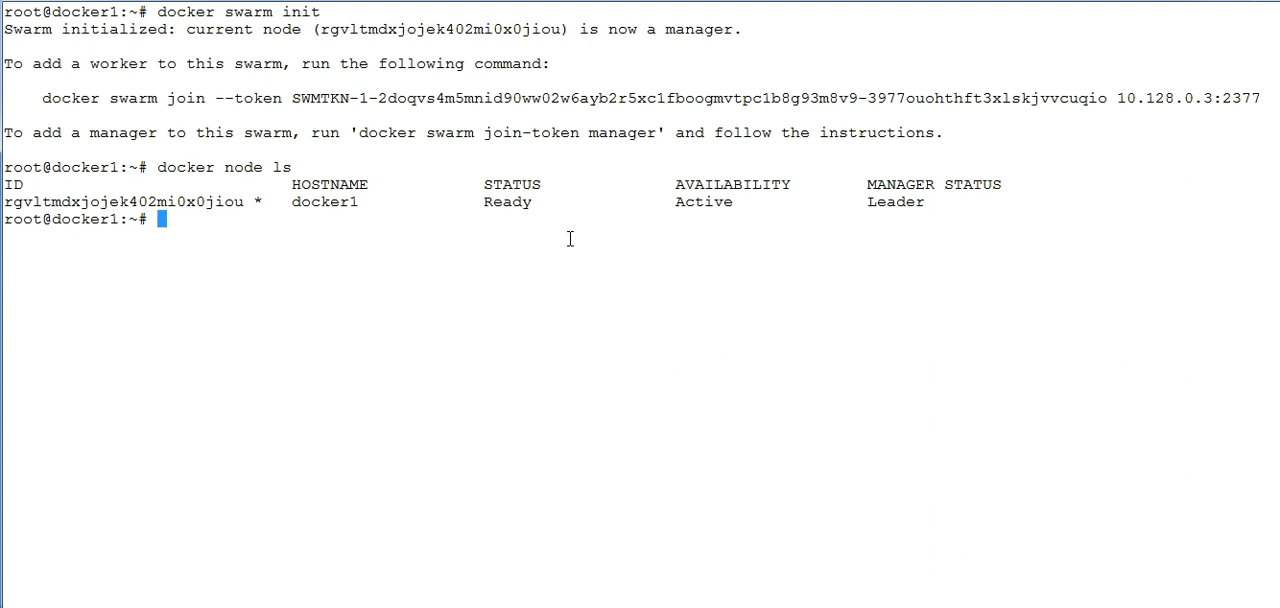 root@docker1:~# docker swarm init
Swarm initialized: current node (rgvltmdxjojek402mi0x0jiou) is now a manager.
To add a worker to this swarm, run the following command:
docker swarm join --token SWMTKN-1-2doqvs4m5mnid90ww02w6ayb2r5xc1fboogmvtpc1b8g93m8v9-3977ouohthft3xlskjvvcuqio 10.128.0.3:2377
To add a manager to this swarm, run 'docker swarm join-token manager' and follow the instructions.
root@docker1:~# docker node ls
ID HOSTNAME STATUS AVAILABILITY MANAGER STATUS
rgvltmdxjojek402mi0x0jiou * docker1 Ready Active Leader
root@docker1:~#